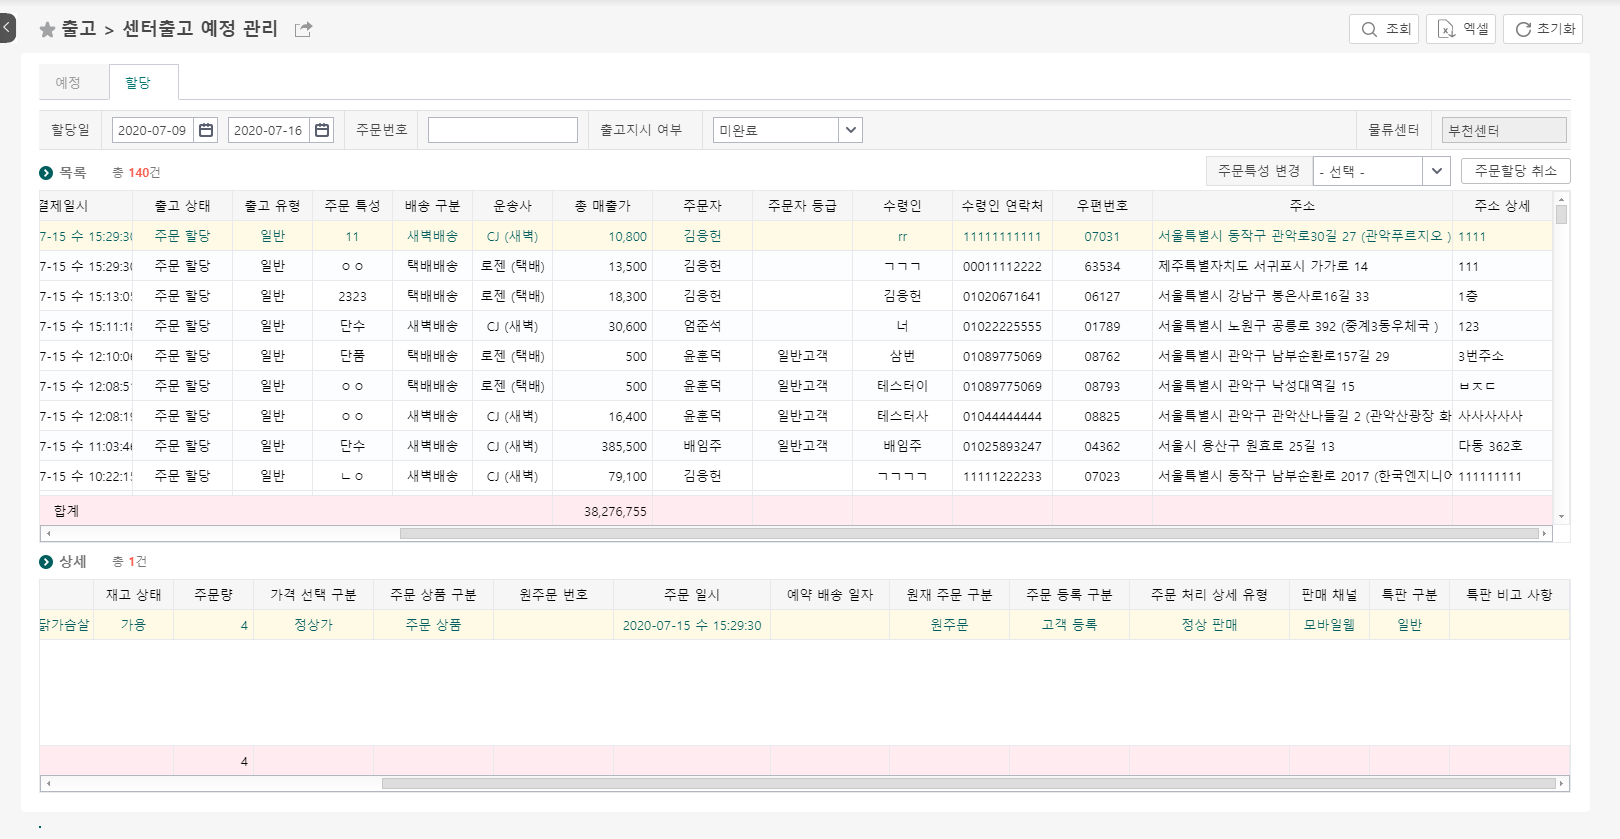 출고 > 센터출고 예정 관리
조회 엑셀 초기화
예정 할당
할당일 2020-07-09 2020-07-16 주문번호 출고지시 여부 미완료 물류센터 부천센터
목록 총 140건 주문특성 변경 - 선택 - 주문할당 취소
결제일시 출고 상태 출고 유형 주문 특성 배송 구분 운송사 총 매출가 주문자 주문자 등급 수령인 수령인 연락처 우편번호 주소 주소 상세
7-15 수 15:29:30 주문 할당 일반 11 새벽배송 CJ (새벽) 10,800 김응헌 rr 11111111111 07031 서울특별시 동작구 관악로30길 27 (관악푸르지오 ) 1111
7-15 수 15:29:30 주문 할당 일반 ㅇㅇ 택배배송 로젠 (택배) 13,500 김응헌 ㄱㄱㄱ 00011112222 63534 제주특별자치도 서귀포시 가가로 14 111
7-15 수 15:13:05 주문 할당 일반 2323 택배배송 로젠 (택배) 18,300 김응헌 김응헌 01020671641 06127 서울특별시 강남구 봉은사로16길 33 1층
7-15 수 15:11:18 주문 할당 일반 단수 새벽배송 CJ (새벽) 30,600 엄준석 너 01022225555 01789 서울특별시 노원구 공릉로 392 (중계3동우체국 ) 123
7-15 수 12:10:06 주문 할당 일반 단품 택배배송 로젠 (택배) 500 윤훈덕 일반고객 삼번 01089775069 08762 서울특별시 관악구 남부순환로157길 29 3번주소
7-15 수 12:08:51 주문 할당 일반 ㅇㅇ 택배배송 로젠 (택배) 500 윤훈덕 일반고객 테스터이 01089775069 08793 서울특별시 관악구 낙성대역길 15 ㅂㅈㄷ
7-15 수 12:08:19 주문 할당 일반 ㅇㅇ 새벽배송 CJ (새벽) 16,400 윤훈덕 일반고객 테스터사 01044444444 08825 서울특별시 관악구 관악산나들길 2 (관악산광장 화 사사사사사
7-15 수 11:03:46 주문 할당 일반 단수 새벽배송 CJ (새벽) 385,500 배임주 일반고객 배임주 01025893247 04362 서울시 용산구 원효로 25길 13 다동 362호
7-15 수 10:22:15 주문 할당 일반 ㄴㅇ 새벽배송 CJ (새벽) 79,100 김응헌 ㄱㄱㄱㄱ 11111222233 07023 서울특별시 동작구 남부순환로 2017 (한국엔지니어 111111111
합계 38,276,755
상세 총 1건
재고 상태 주문량 가격 선택 구분 주문 상품 구분 원주문 번호 주문 일시 예약 배송 일자 원재 주문 구분 주문 등록 구분 주문 처리 상세 유형 판매 채널 특판 구분 특판 비고 사항
닭가슴살 가용 4 정상가 주문 상품 2020-07-15 수 15:29:30 원주문 고객 등록 정상 판매 모바일웹 일반
4